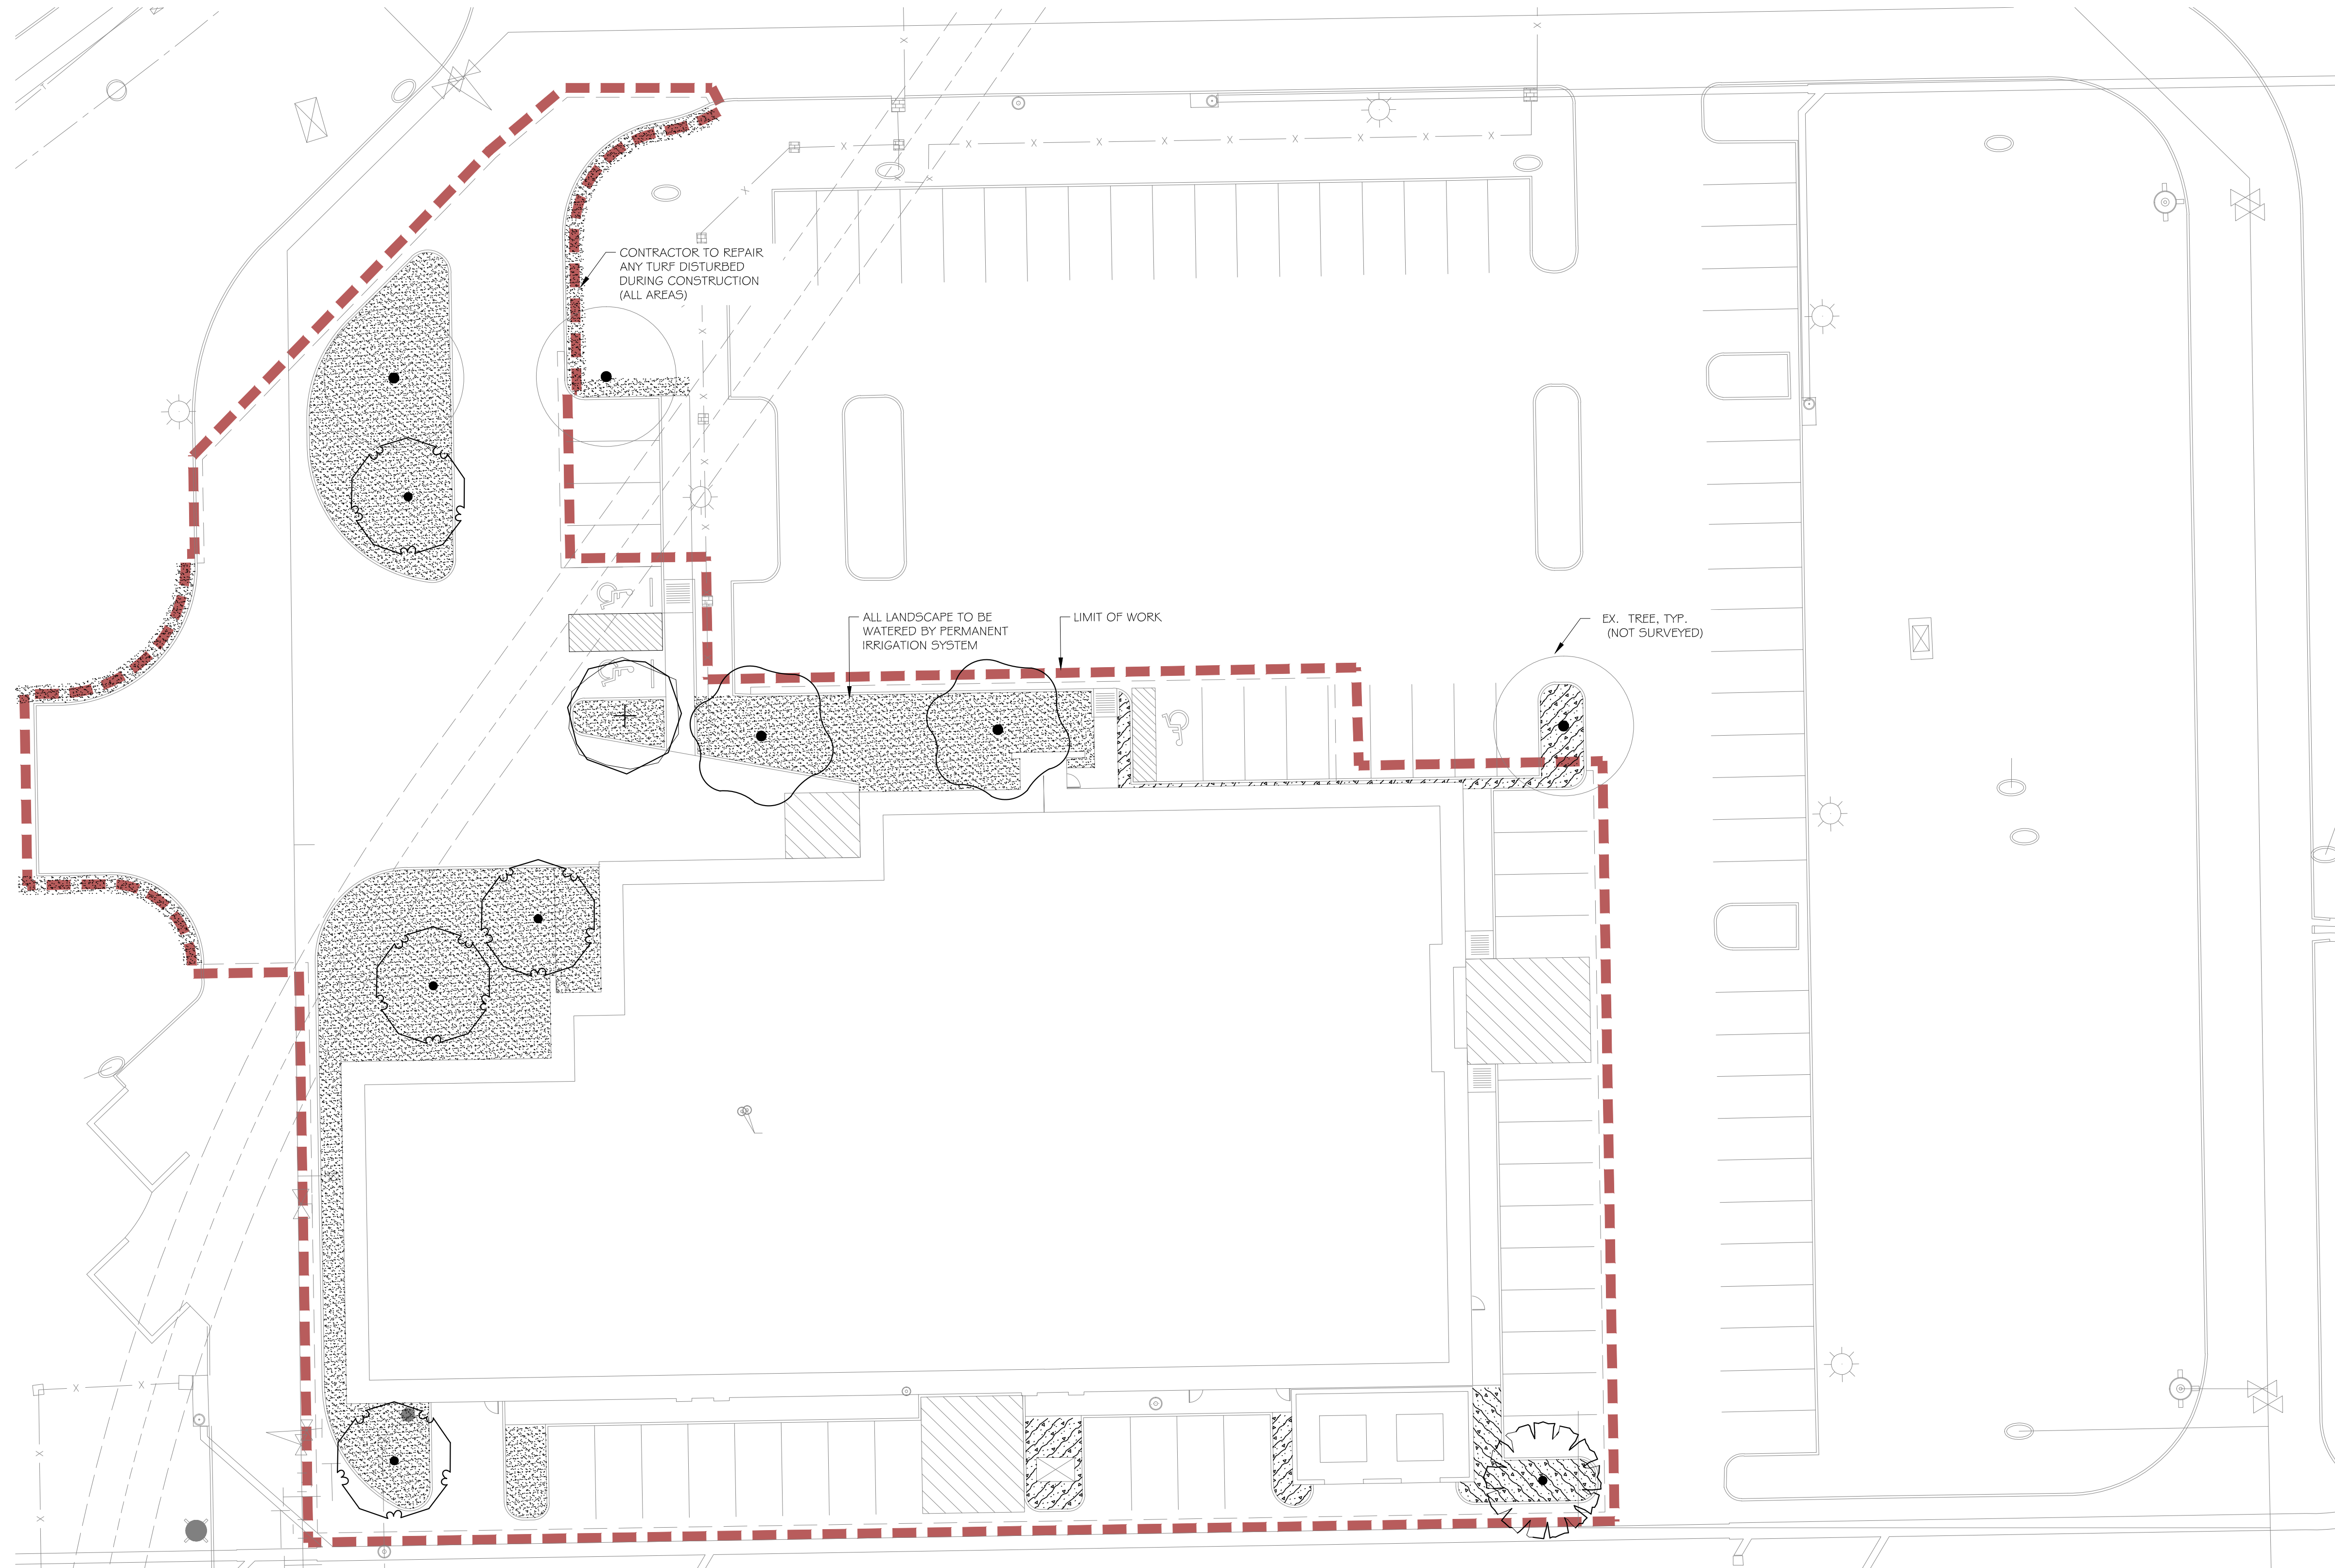 CONTRACTOR TO REPAIR
ANY TURF DISTURBED
DURING CONSTRUCTION
(ALL AREAS)
ALL LANDSCAPE TO BE
WATERED BY PERMANENT
IRRIGATION SYSTEM
LIMIT OF WORK
EX. TREE, TYP.
(NOT SURVEYED)